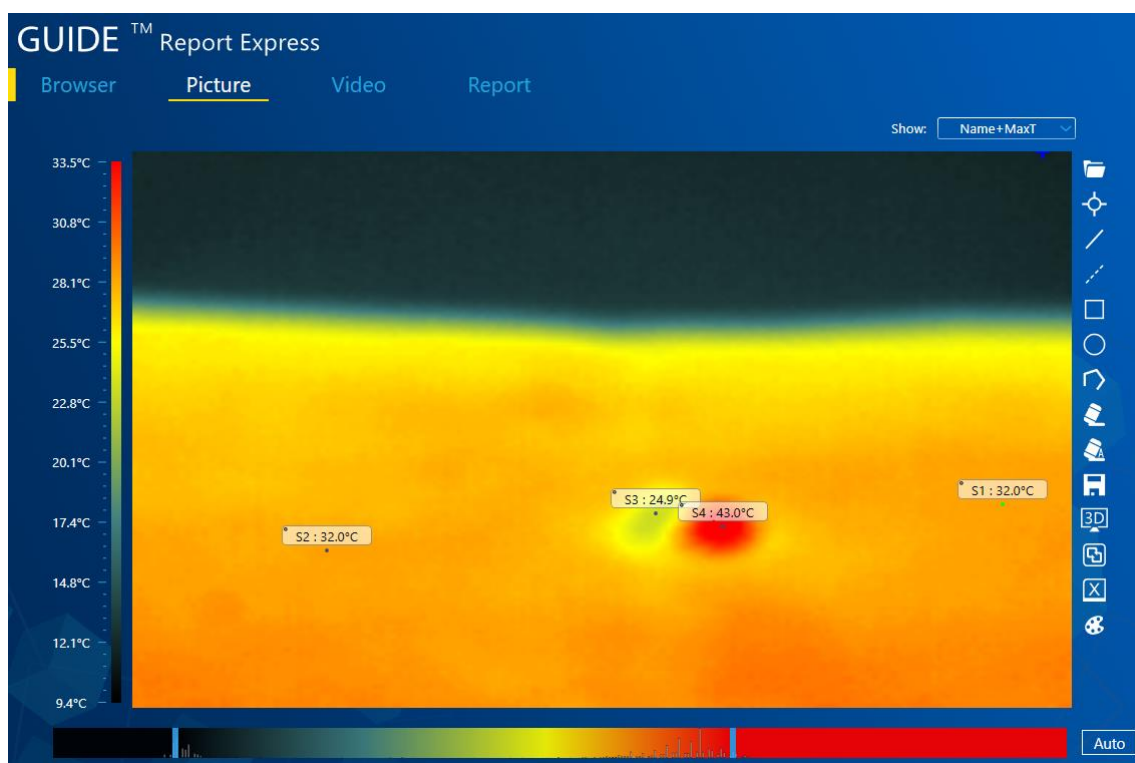 GUIDE ™ Report Express
Browser Picture Video Report
Show: Name+MaxT
33.5°C
30.8°C
28.1°C
25.5°C
22.8°C
20.1°C
17.4°C
14.8°C
12.1°C
9.4°C
S1 : 32.0°C
S3 : 24.9°C
S4 : 43.0°C
S2 : 32.0°C
A
3D
X
Auto